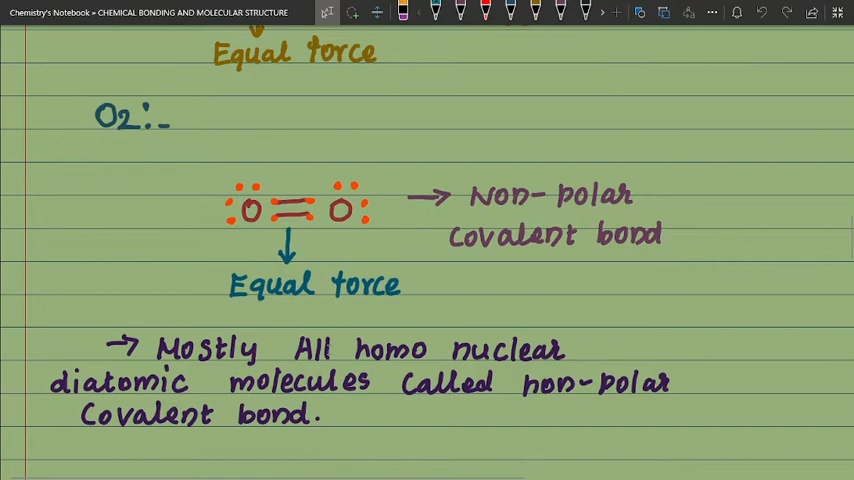 Chemistry's Notebook » CHEMICAL BONDING AND MOLECULAR STRUCTURE
Equal force
O2:-
O = O → Non-polar
covalent bond
Equal force
→ Mostly All homo nuclear
diatomic molecules called non-polar
Covalent bond.